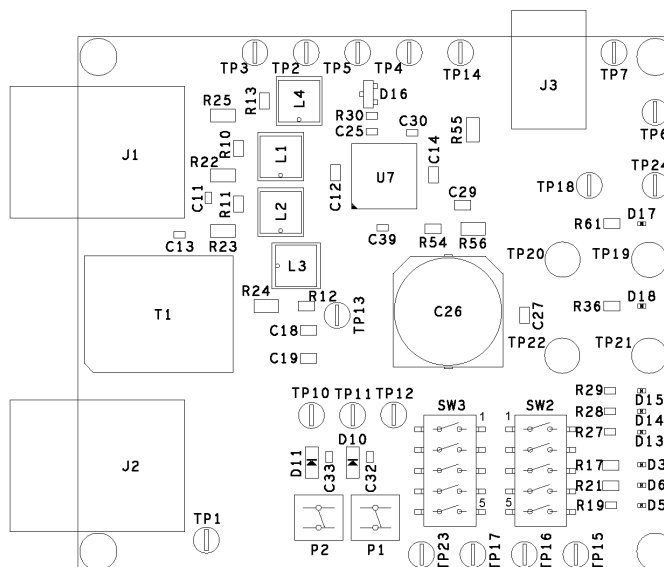 TP3
TP2
TP5
TP4
TP14
J3
TP7
R25
R13
L4
D16
R30
C25
C30
R55
TP6
J1
R10
L1
R22
C12
U7
C14
TP18
TP24
C11
R11
L2
C29
R61
D17
C13
R23
C39
R54
R56
TP20
TP19
L3
T1
R24
R12
TP13
C26
C27
R36
D18
C18
C19
TP22
TP21
TP10
TP11
TP12
SW3
SW2
R29
D15
1
1
R28
D14
R27
D13
J2
D11
C33
D10
C32
R17
D3
R21
D6
5
5
R19
D5
TP1
P2
P1
TP23
TP17
TP16
TP15